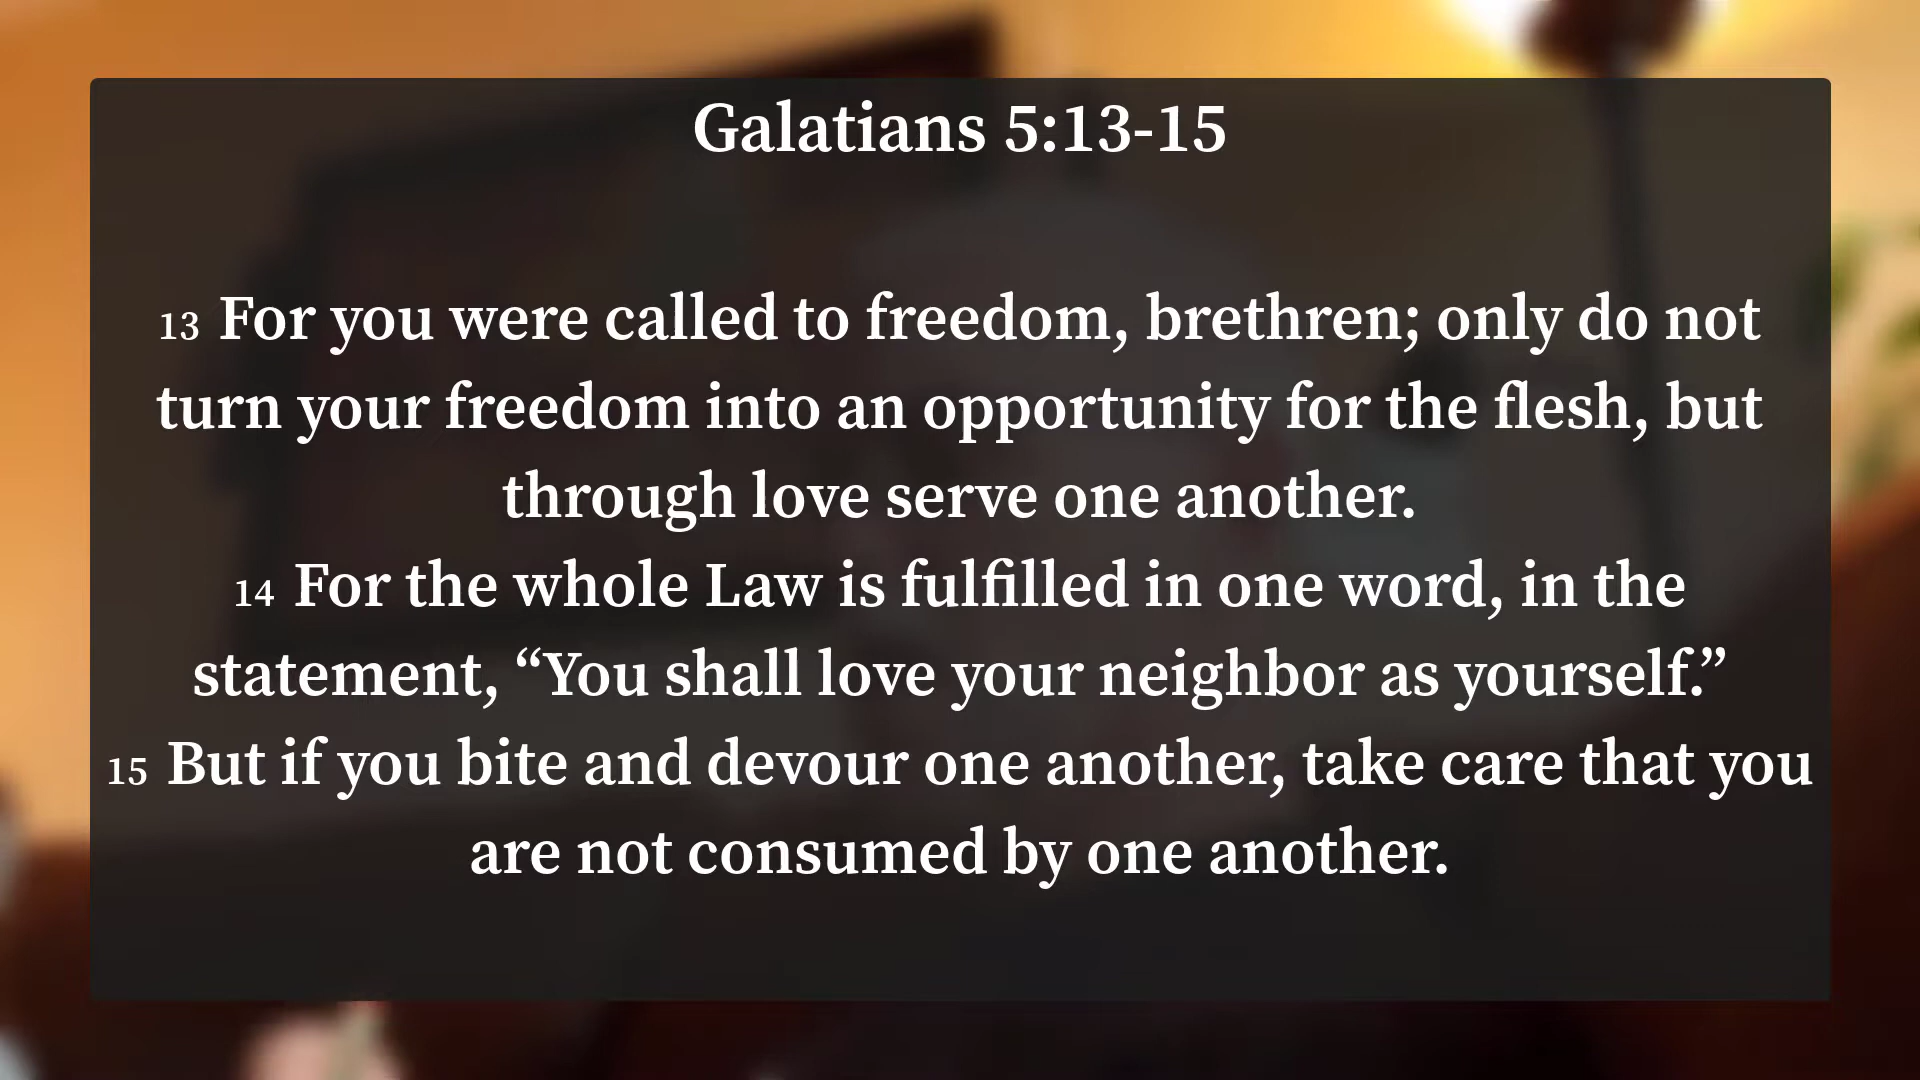 Galatians 5:13-15
13 For you were called to freedom, brethren; only do not
turn your freedom into an opportunity for the flesh, but
through love serve one another.
14 For the whole Law is fulfilled in one word, in the
statement, “You shall love your neighbor as yourself.”
15 But if you bite and devour one another, take care that you
are not consumed by one another.